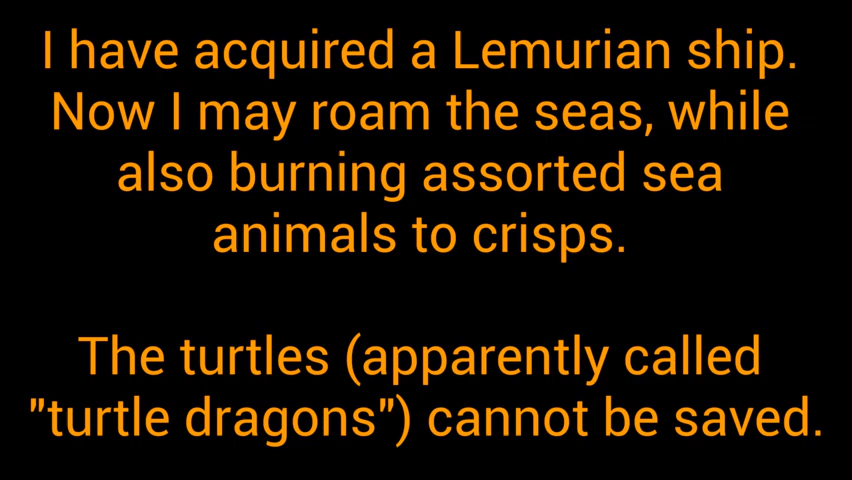 I have acquired a Lemurian ship.
Now I may roam the seas, while
also burning assorted sea
animals to crisps.
The turtles (apparently called
"turtle dragons") cannot be saved.